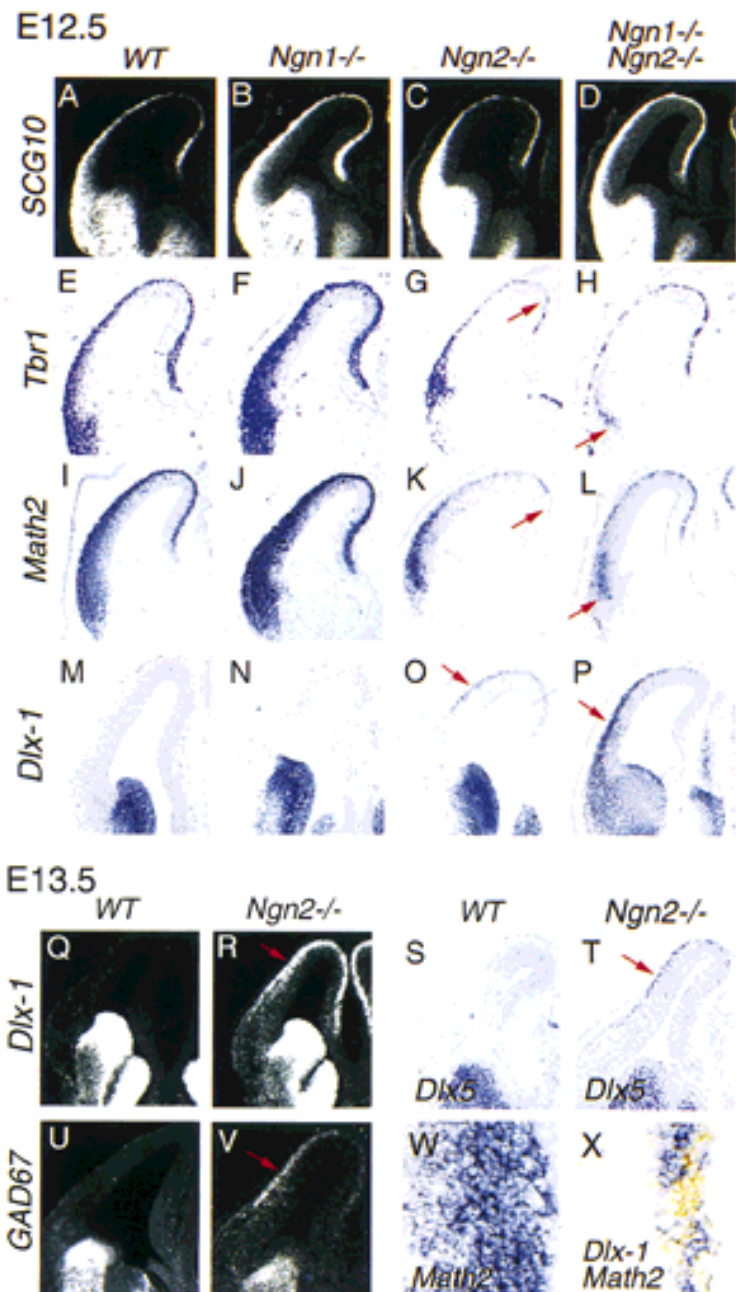 E12.5
WT Ngn1-/- Ngn2-/- Ngn1-/-
Ngn2-/-
SCG10 A B C D
Tbr1 E F G H
Math2 I J K L
Dlx-1 M N O P
E13.5
WT Ngn2-/- WT Ngn2-/-
Dlx-1 Q R S T
Dlx5 Dlx5
GAD67 U V W X
Math2 Dlx-1
Math2